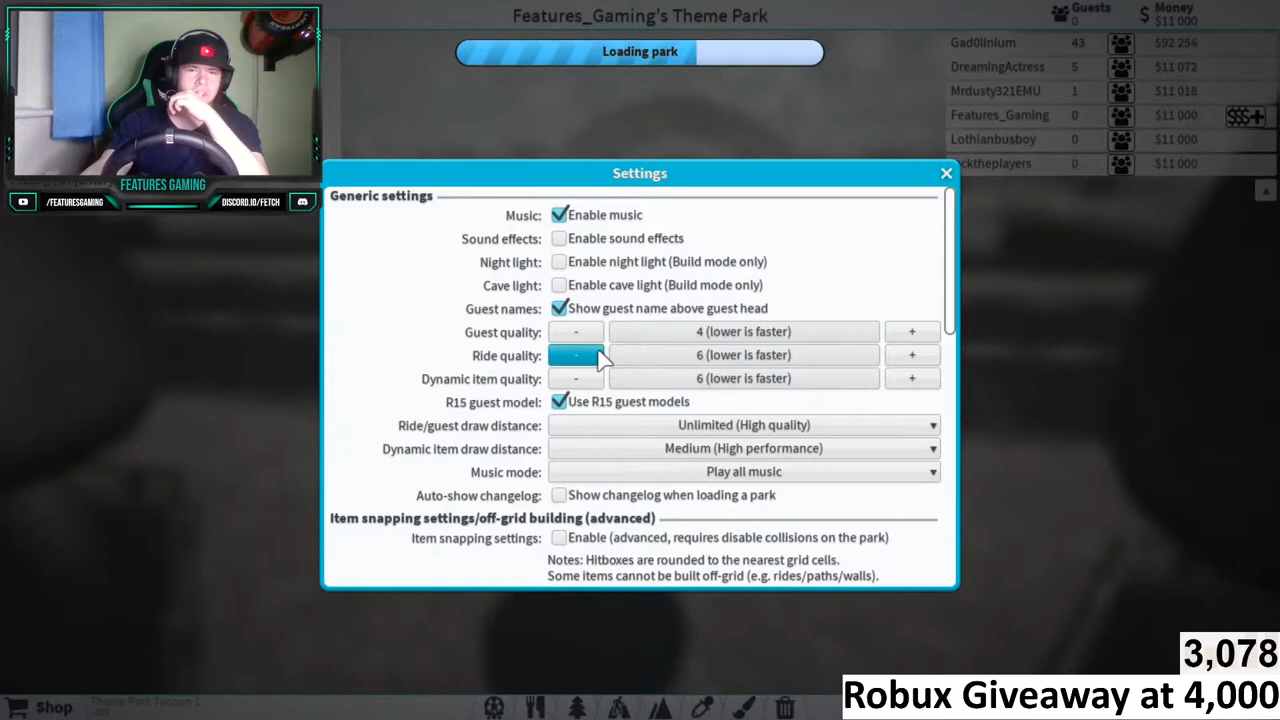 Features_Gaming's Theme Park
Guests
0
Money
$11 000
Loading park
Gad0linium 43 $92 254
DreamingActress 5 $11 072
Mrdusty321EMU 1 $11 018
Features_Gaming 0 $11 000 $$$+
Lothianbusboy 0 $11 000
ocktheplayers 0 $11 000
FEATURES GAMING
/FEATURESGAMING
DISCORD.IO/FETCH
Settings
Generic settings
Music: Enable music
Sound effects: Enable sound effects
Night light: Enable night light (Build mode only)
Cave light: Enable cave light (Build mode only)
Guest names: Show guest name above guest head
Guest quality: - 4 (lower is faster) +
Ride quality: - 6 (lower is faster) +
Dynamic item quality: - 6 (lower is faster) +
R15 guest model: Use R15 guest models
Ride/guest draw distance: Unlimited (High quality)
Dynamic item draw distance: Medium (High performance)
Music mode: Play all music
Auto-show changelog: Show changelog when loading a park
Item snapping settings/off-grid building (advanced)
Item snapping settings: Enable (advanced, requires disable collisions on the park)
Notes: Hitboxes are rounded to the nearest grid cells.
Some items cannot be built off-grid (e.g. rides/paths/walls).
3,078
Robux Giveaway at 4,000
Shop
Theme Park Tycoon 2